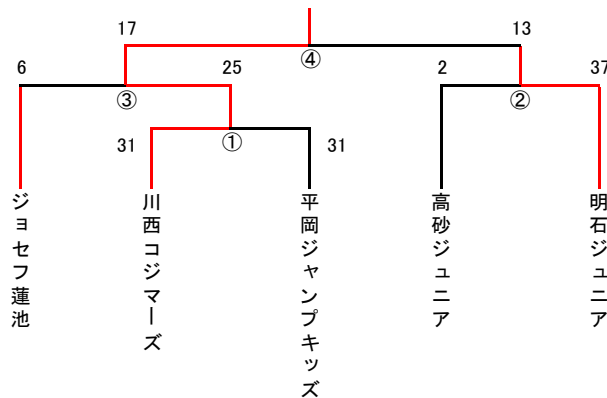 17 13
④
6 25 2 37
③ ②
31 ① 31
ジョセフ蓮池
川西コジマーズ
平岡ジャンプキッズ
高砂ジュニア
明石ジュニア